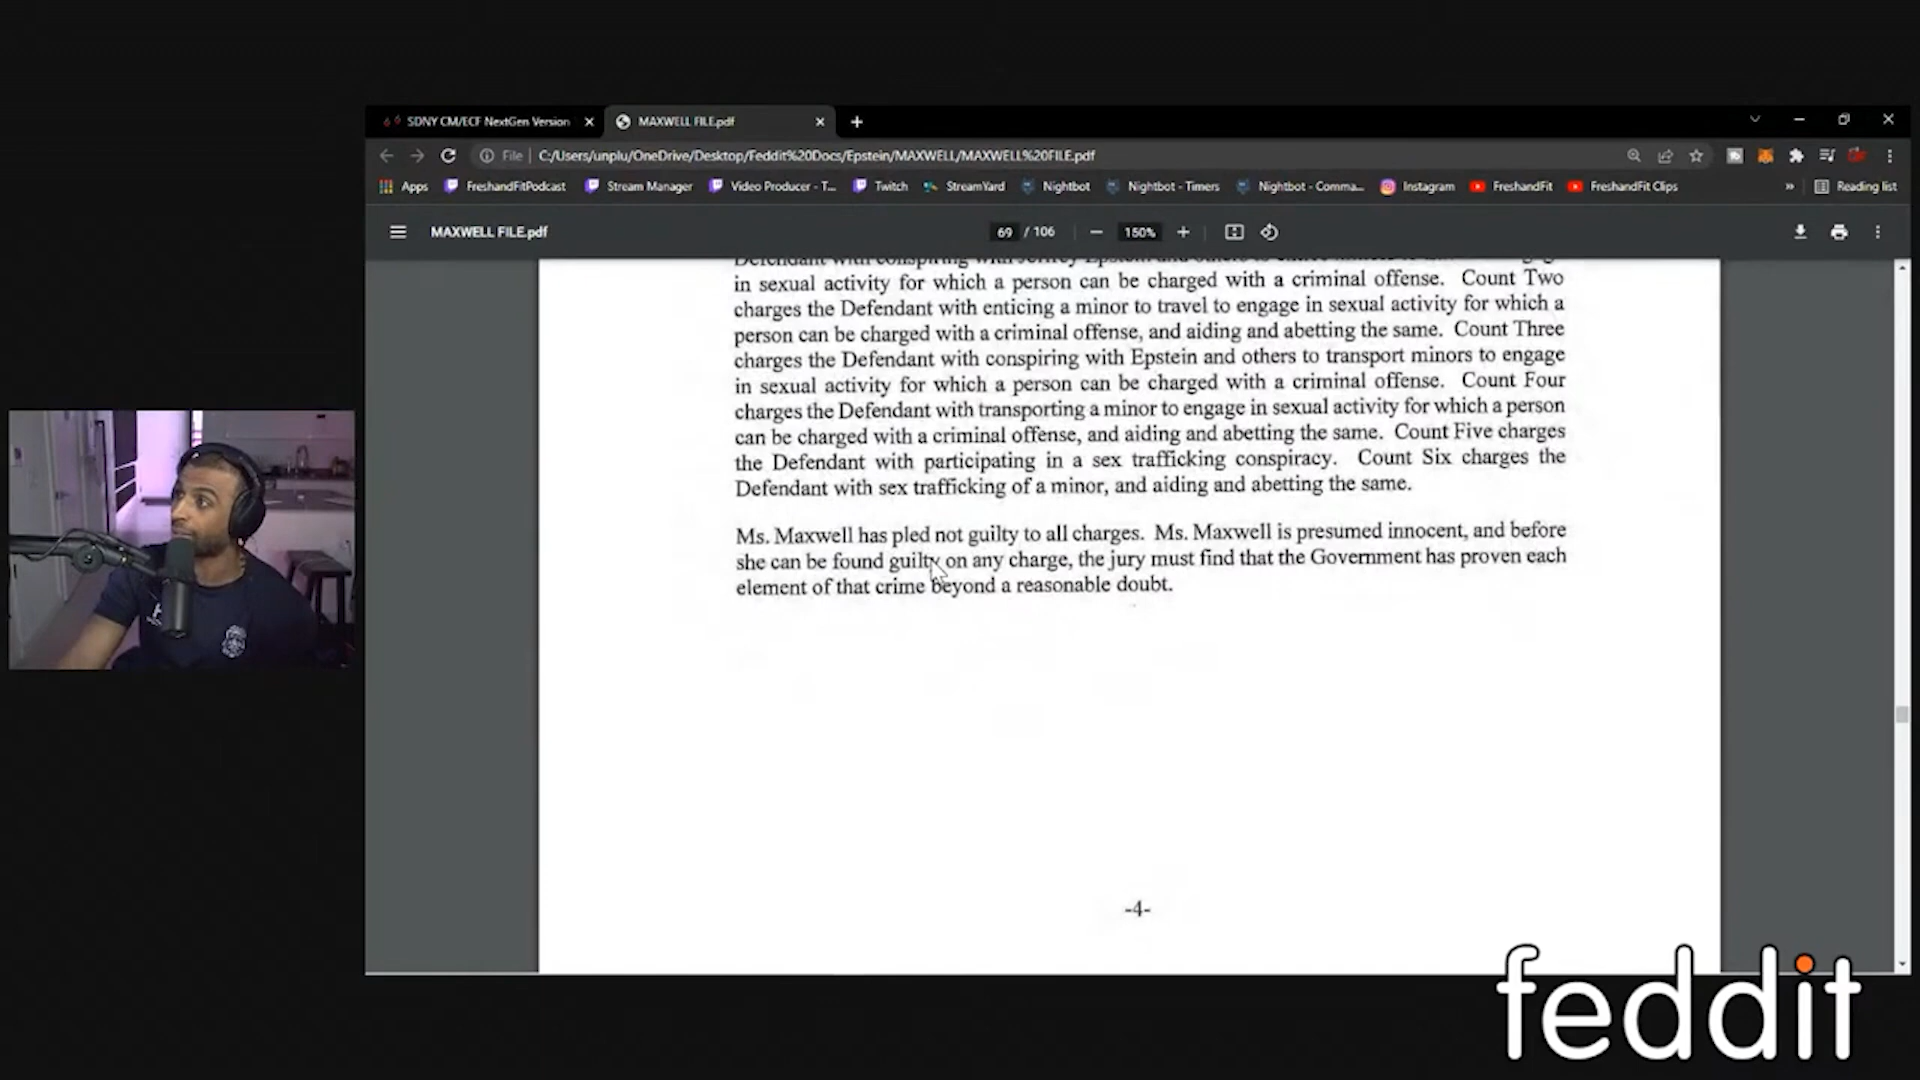 SDNY CM/ECF NextGen Version
MAXWELL FILE.pdf
File C:/Users/unplu/OneDrive/Desktop/Feddit%20Docs/Epstein/MAXWELL/MAXWELL%20FILE.pdf
Apps FreshandFitPodcast Stream Manager Video Producer - T... Twitch StreamYard Nightbot Nightbot - Timers Nightbot - Comma... Instagram FreshandFit FreshandFit Clips » Reading list
MAXWELL FILE.pdf 69 / 106 150%
in sexual activity for which a person can be charged with a criminal offense. Count Two
charges the Defendant with enticing a minor to travel to engage in sexual activity for which a
person can be charged with a criminal offense, and aiding and abetting the same. Count Three
charges the Defendant with conspiring with Epstein and others to transport minors to engage
in sexual activity for which a person can be charged with a criminal offense. Count Four
charges the Defendant with transporting a minor to engage in sexual activity for which a person
can be charged with a criminal offense, and aiding and abetting the same. Count Five charges
the Defendant with participating in a sex trafficking conspiracy. Count Six charges the
Defendant with sex trafficking of a minor, and aiding and abetting the same.
Ms. Maxwell has pled not guilty to all charges. Ms. Maxwell is presumed innocent, and before
she can be found guilty on any charge, the jury must find that the Government has proven each
element of that crime beyond a reasonable doubt.
-4-
feddit